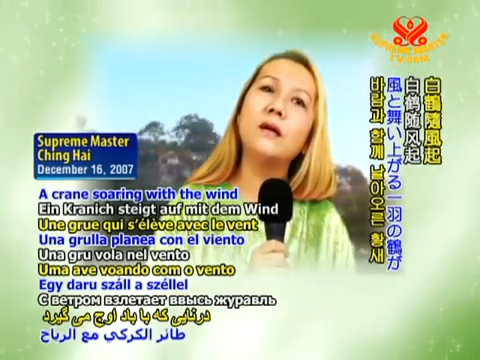 SUPREME MASTER
TV.COM
Supreme Master
Ching Hai
December 16, 2007
A crane soaring with the wind
Ein Kranich steigt auf mit dem Wind
Une grue qui s'élève avec le vent
Una grulla planea con el viento
Una gru vola nel vento
Uma ave voando com o vento
Egy daru száll a széllel
С ветром взлетает ввысь журавль
درنایی که با باد اوج می گیرد
طائر الكركي مع الرياح
白鶴隨風起
白鹤随风起
風と舞い上がる一羽の鶴が
바람과 함께 날아오른 황새